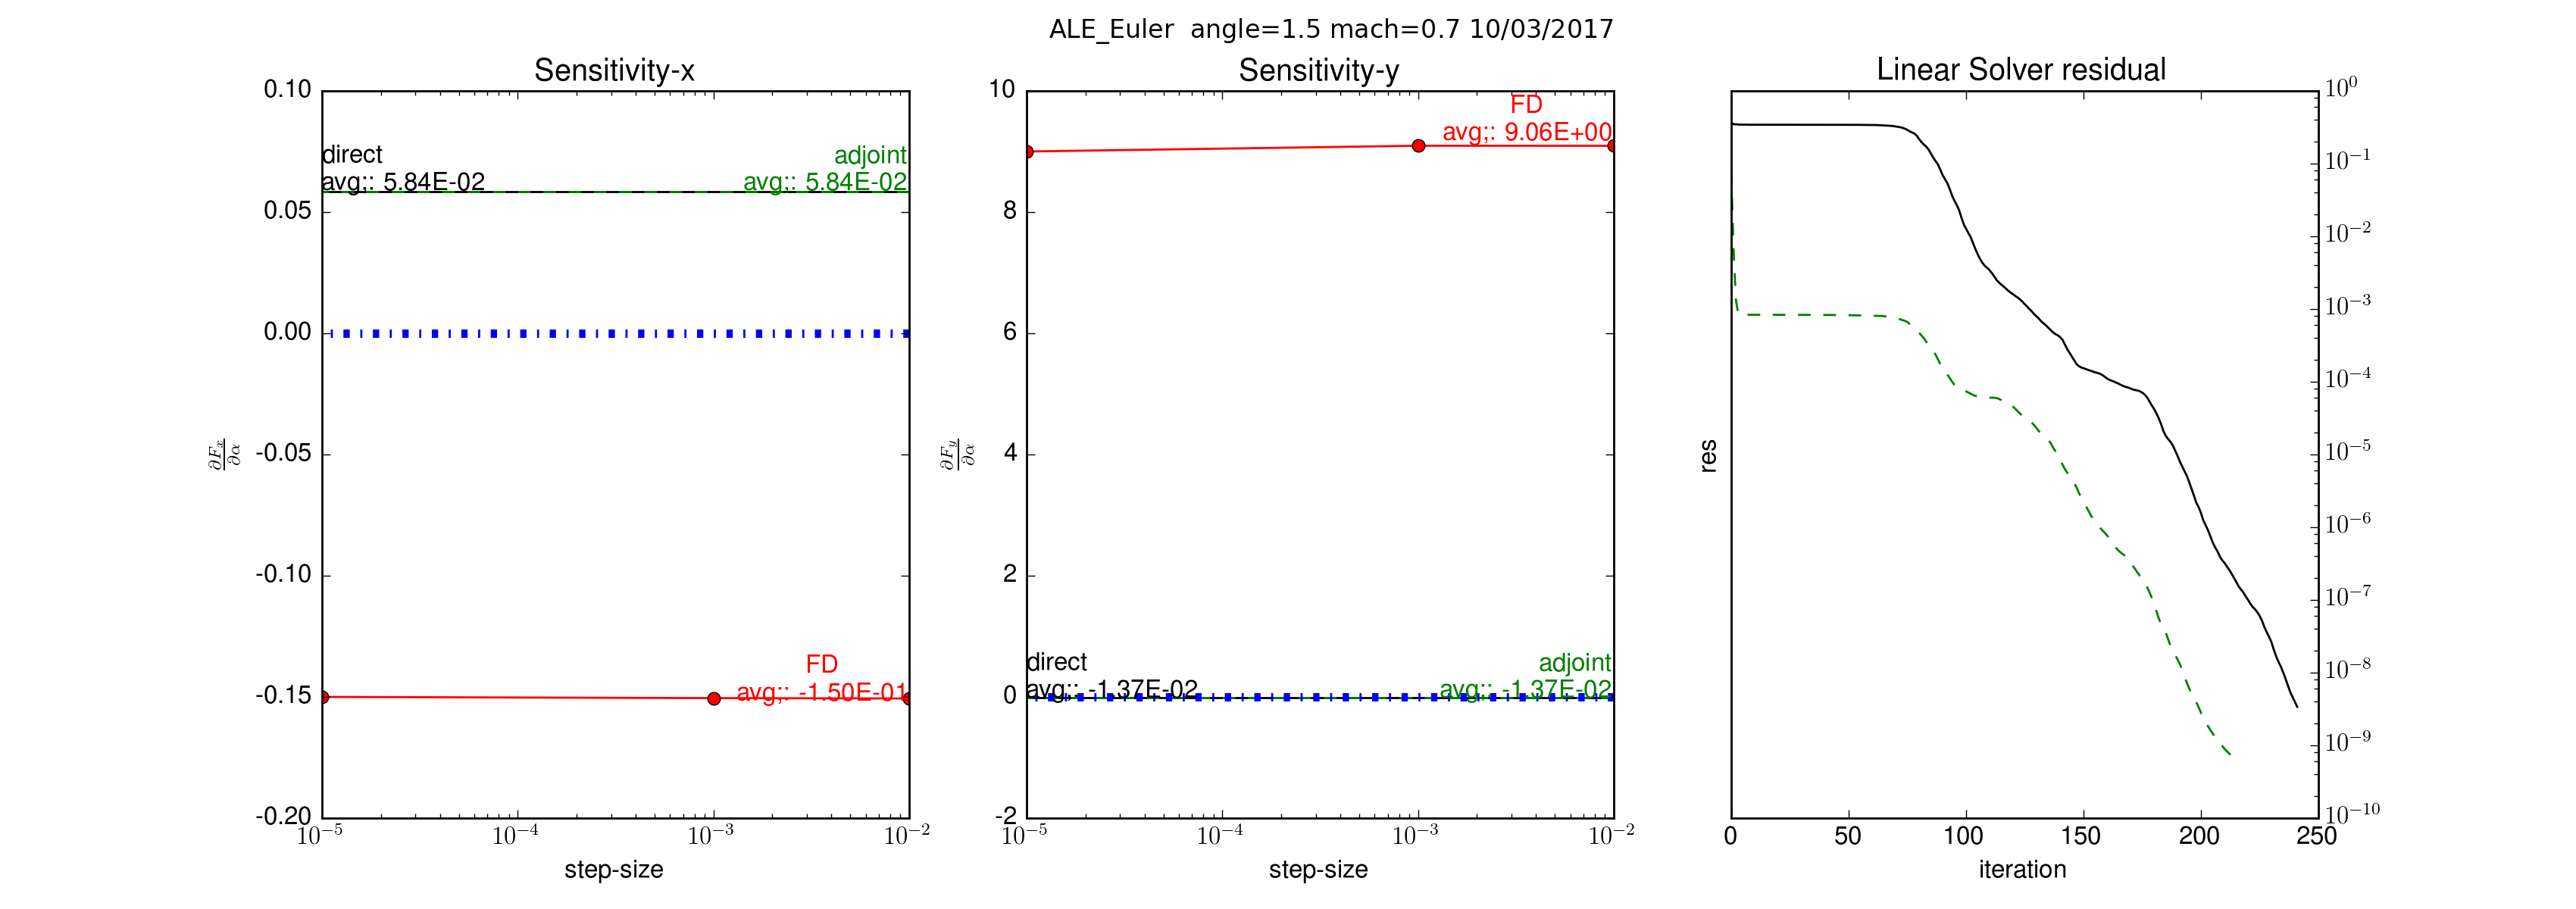 ALE_Euler angle=1.5 mach=0.7 10/03/2017
Sensitivity-x
0.10
0.05
0.00
-0.05
-0.10
-0.15
-0.20
∂Fx/∂α
direct
avg;: 5.84E-02
adjoint
avg;: 5.84E-02
FD
avg;: -1.50E-01
10^-5 10^-4 10^-3 10^-2
step-size
Sensitivity-y
10
8
6
4
2
0
-2
∂Fy/∂α
FD
avg;: 9.06E+00
direct
avg;: -1.37E-02
adjoint
avg;: -1.37E-02
10^-5 10^-4 10^-3 10^-2
step-size
Linear Solver residual
res
10^0
10^-1
10^-2
10^-3
10^-4
10^-5
10^-6
10^-7
10^-8
10^-9
10^-10
0 50 100 150 200 250
iteration